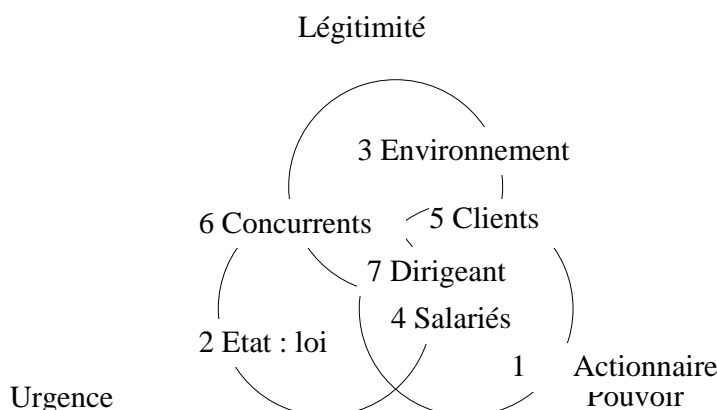 Légitimité
3 Environnement
6 Concurrents
5 Clients
7 Dirigeant
4 Salariés
2 Etat : loi
1 Actionnaire
Urgence
Pouvoir